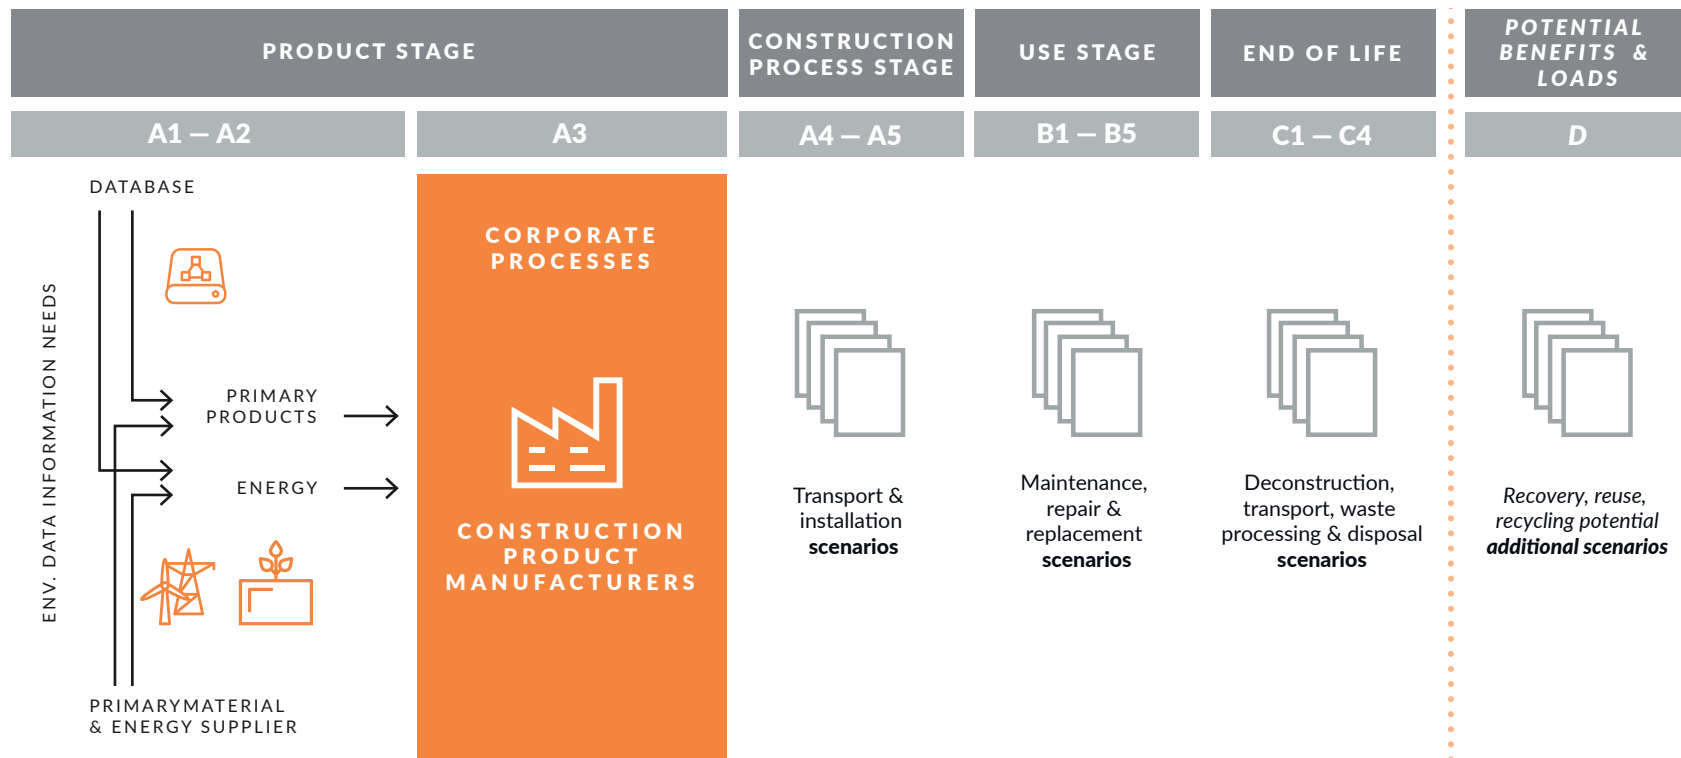 PRODUCT STAGE
CONSTRUCTION
PROCESS STAGE
USE STAGE
END OF LIFE
POTENTIAL
BENEFITS &
LOADS
A1 — A2
A3
A4 — A5
B1 — B5
C1 — C4
D
DATABASE
ENV. DATA INFORMATION NEEDS
PRIMARY
PRODUCTS
ENERGY
PRIMARYMATERIAL
& ENERGY SUPPLIER
CORPORATE
PROCESSES
CONSTRUCTION
PRODUCT
MANUFACTURERS
Transport &
installation
scenarios
Maintenance,
repair &
replacement
scenarios
Deconstruction,
transport, waste
processing & disposal
scenarios
Recovery, reuse,
recycling potential
additional scenarios